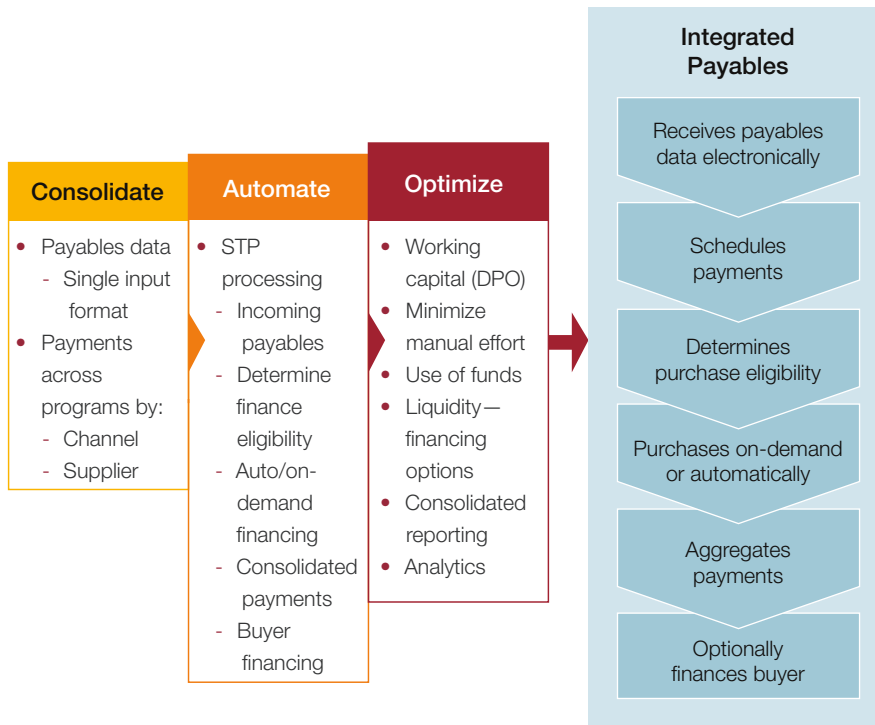 Consolidate
• Payables data
- Single input
format
• Payments
across
programs by:
- Channel
- Supplier
Automate
• STP
processing
- Incoming
payables
- Determine
finance
eligibility
- Auto/on-
demand
financing
- Consolidated
payments
- Buyer
financing
Optimize
• Working
capital (DPO)
• Minimize
manual effort
• Use of funds
• Liquidity—
financing
options
• Consolidated
reporting
• Analytics
Integrated
Payables
Receives payables
data electronically
Schedules
payments
Determines
purchase eligibility
Purchases on-demand
or automatically
Aggregates
payments
Optionally
finances buyer